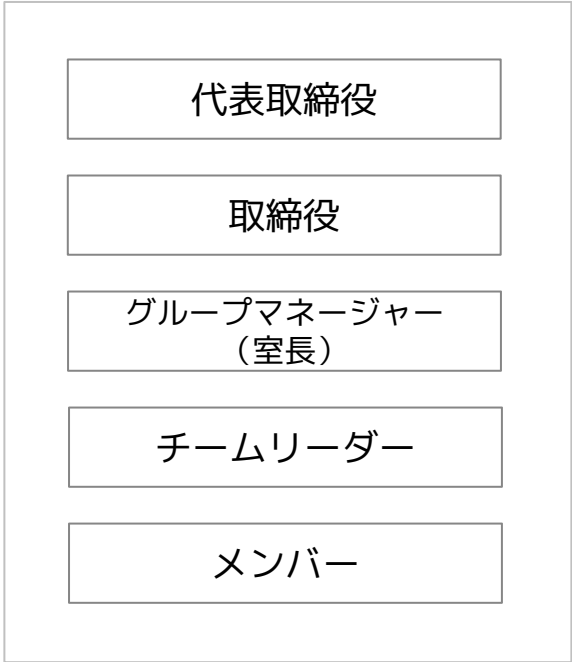 代表取締役
取締役
グループマネージャー
（室長）
チームリーダー
メンバー